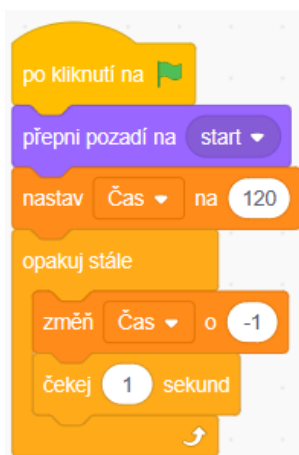 po kliknutí na
přepni pozadí na start
nastav Čas na 120
opakuj stále
změň Čas o -1
čekej 1 sekund